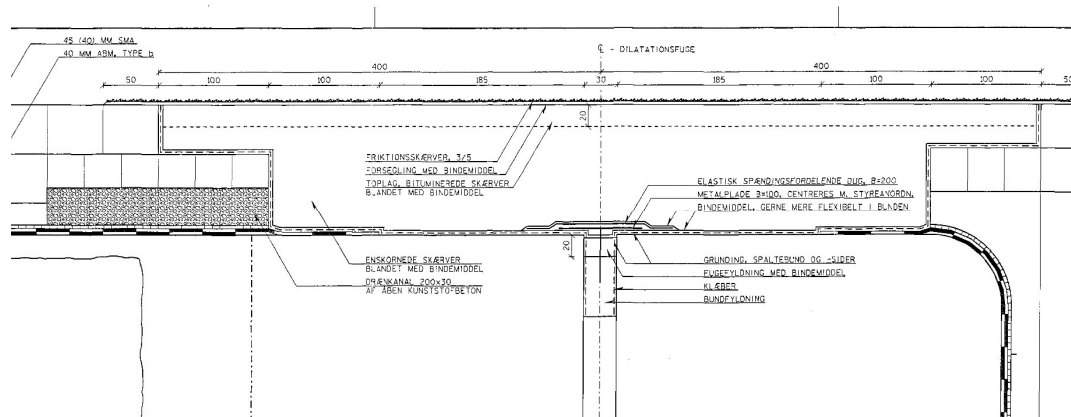 45 (40) MM SMA
40 MM ABM, TYPE b
℄ - DILATATIONSFUGE
400
400
50
100
100
185
30
185
100
100
50
20
FRIKTIONSSKÆRVER, 3/5
FORSEGLING MED BINDEMIDDEL
TOPLAG, BITUMINEREDE SKÆRVER
BLANDET MED BINDEMIDDEL
ELASTISK SPÆNDINGSFORDELENDE DUG, B=200
METALPLADE B=100, CENTRERES M. STYREANORDN.
BINDEMIDDEL, GERNE MERE FLEXIBELT I BUNDEN
20
ENSKORNEDE SKÆRVER
BLANDET MED BINDEMIDDEL
DRÆNKANAL 200x30
AF ÅBEN KUNSTSTOFBETON
GRUNDING, SPALTEBUND OG -SIDER
FUGEFYLDNING MED BINDEMIDDEL
KLÆBER
BUNDFYLDNING